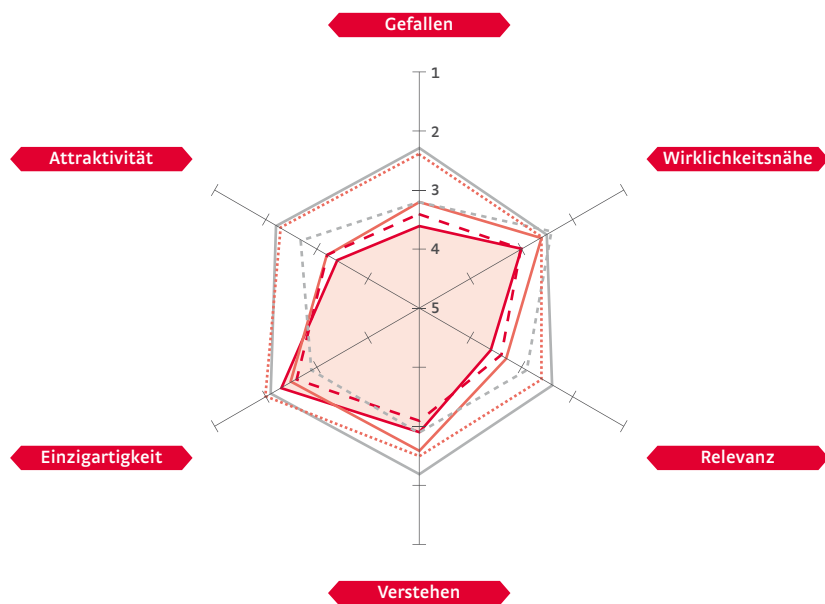 Gefallen
1
2
Attraktivität
Wirklichkeitsnähe
3
4
5
Einzigartigkeit
Relevanz
Verstehen